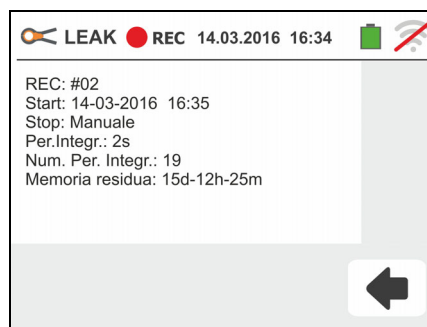 LEAK REC 14.03.2016 16:34
REC: #02
Start: 14-03-2016 16:35
Stop: Manuale
Per.Integr.: 2s
Num. Per. Integr.: 19
Memoria residua: 15d-12h-25m